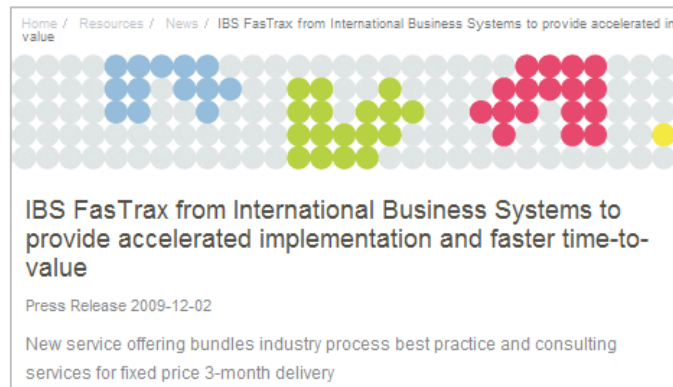 Home / Resources / News / IBS FasTrax from International Business Systems to provide accelerated
value
IBS FasTrax from International Business Systems to
provide accelerated implementation and faster time-to-
value
Press Release 2009-12-02
New service offering bundles industry process best practice and consulting
services for fixed price 3-month delivery